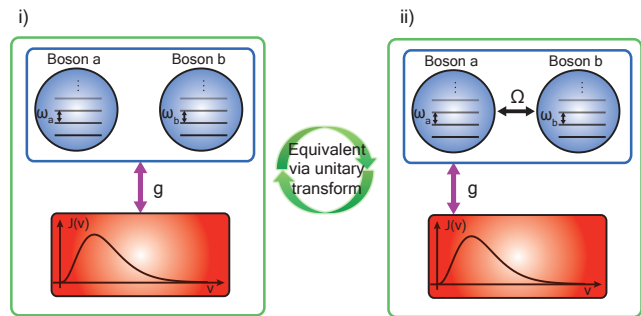 i)
Boson a
Boson b
⋮
⋮
ω_a
ω_b
g
J(v)
v
Equivalent
via unitary
transform
ii)
Boson a
Boson b
⋮
⋮
ω_a
Ω
ω_b
g
J(v)
v